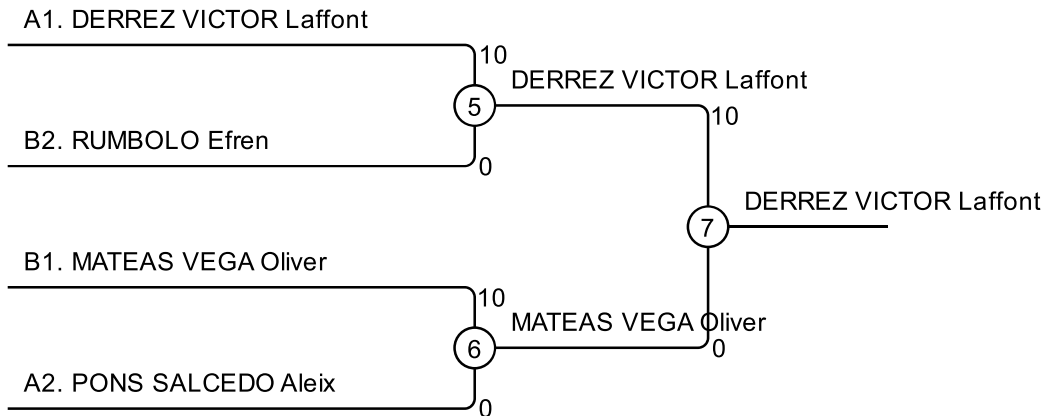 A1. DERREZ VICTOR Laffont
10
DERREZ VICTOR Laffont
5
10
B2. RUMBOLO Efren
0
DERREZ VICTOR Laffont
7
B1. MATEAS VEGA Oliver
10
MATEAS VEGA Oliver
6
0
A2. PONS SALCEDO Aleix
0